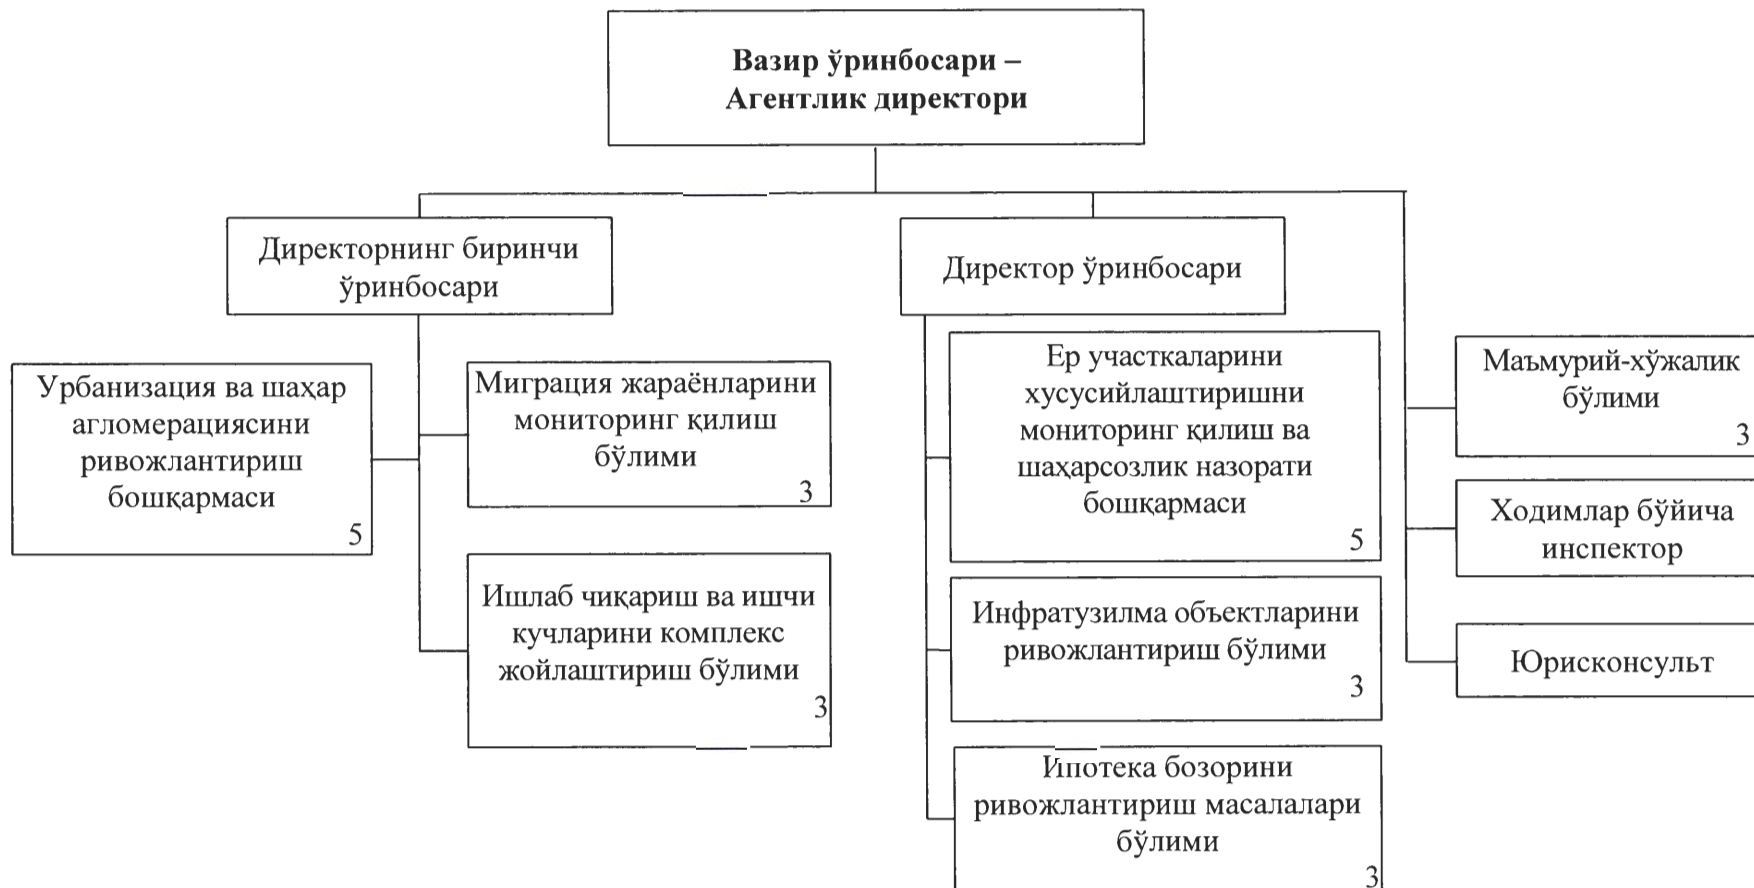 Вазир ўринбосари –
Агентлик директори
Директорнинг биринчи
ўринбосари
Директор ўринбосари
Урбанизация ва шаҳар
агломерациясини
ривожлантириш
бошқармаси
5
Миграция жараёнларини
мониторинг қилиш
бўлими
3
Ишлаб чиқариш ва ишчи
кучларини комплекс
жойлаштириш бўлими
3
Ер участкаларини
хусусийлаштиришни
мониторинг қилиш ва
шаҳарсозлик назорати
бошқармаси
5
Инфратузилма объектларини
ривожлантириш бўлими
3
Ипотека бозорини
ривожлантириш масалалари
бўлими
3
Маъмурий-хўжалик
бўлими
3
Ходимлар бўйича
инспектор
Юрисконсульт